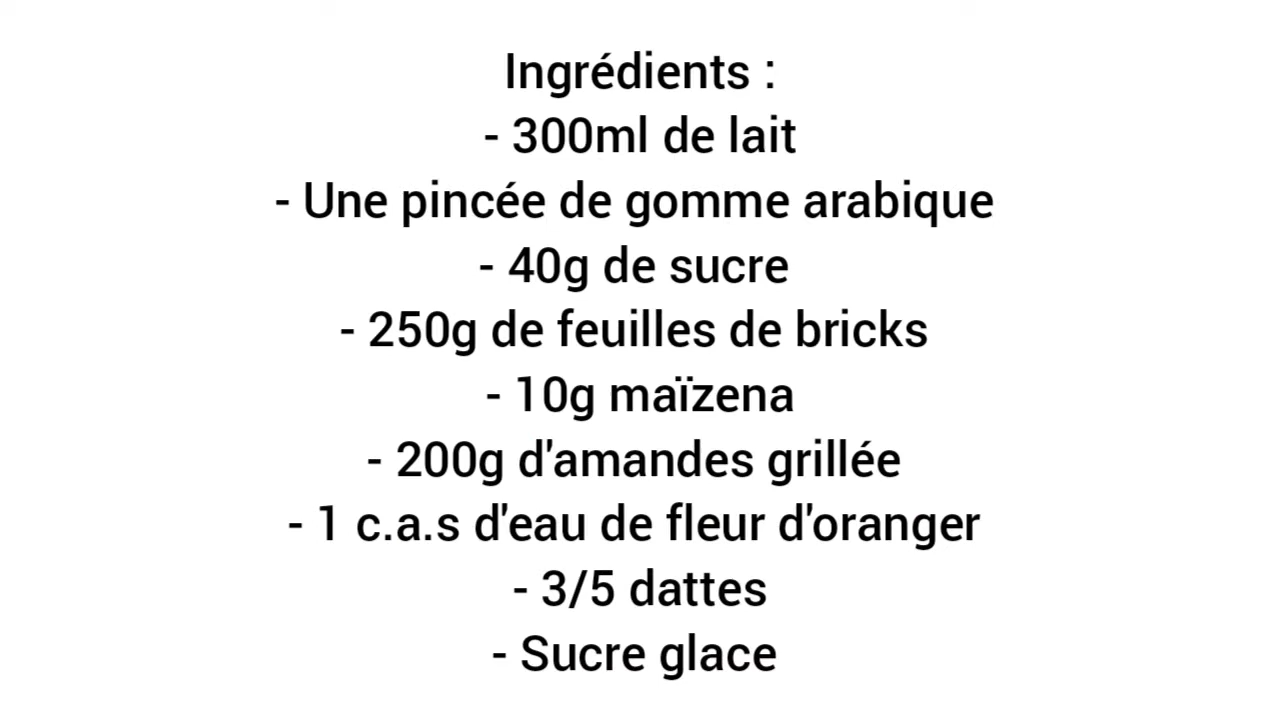 Ingrédients :
- 300ml de lait
- Une pincée de gomme arabique
- 40g de sucre
- 250g de feuilles de bricks
- 10g maïzena
- 200g d'amandes grillée
- 1 c.a.s d'eau de fleur d'oranger
- 3/5 dattes
- Sucre glace